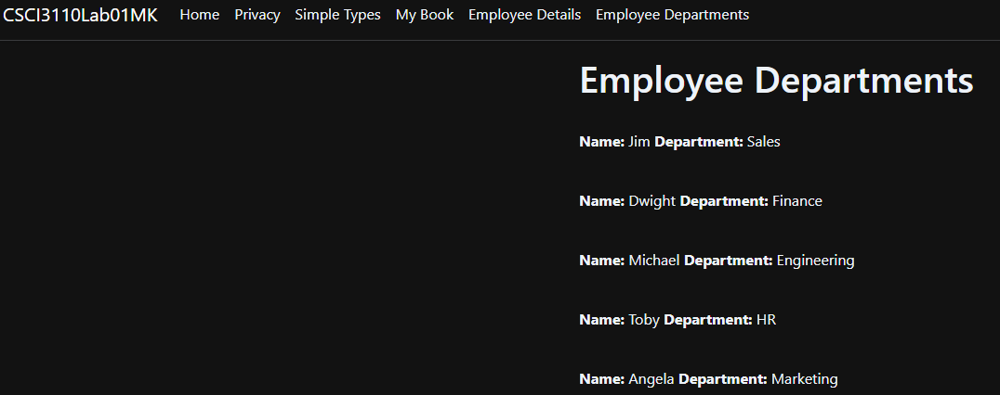 CSCI3110Lab01MK Home Privacy Simple Types My Book Employee Details Employee Departments
Employee Departments
Name: Jim Department: Sales
Name: Dwight Department: Finance
Name: Michael Department: Engineering
Name: Toby Department: HR
Name: Angela Department: Marketing